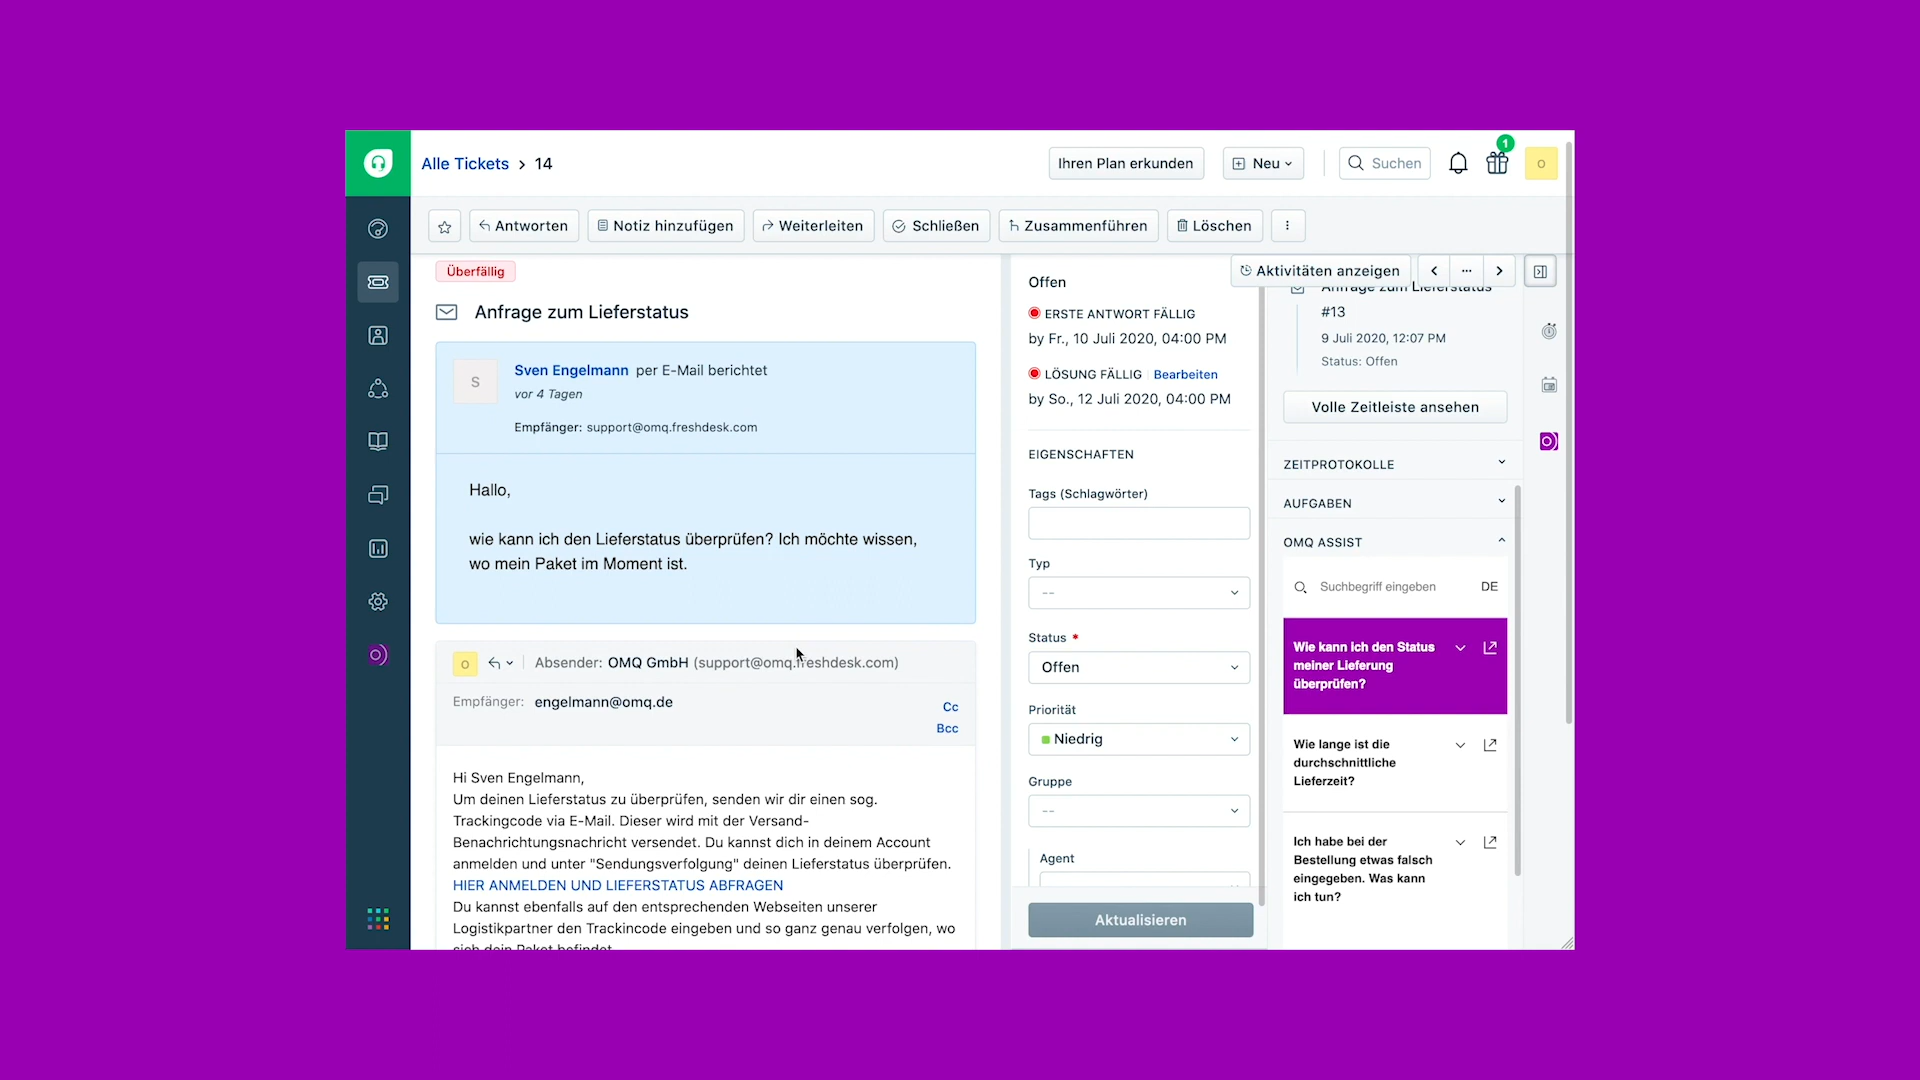 Alle Tickets > 14
Ihren Plan erkunden
Neu
Suchen
1
O
Antworten
Notiz hinzufügen
Weiterleiten
Schließen
Zusammenführen
Löschen
Überfällig
Anfrage zum Lieferstatus
S
Sven Engelmann per E-Mail berichtet
vor 4 Tagen
Empfänger: support@omq.freshdesk.com
Hallo,
wie kann ich den Lieferstatus überprüfen? Ich möchte wissen,
wo mein Paket im Moment ist.
O
Absender: OMQ GmbH (support@omq.freshdesk.com)
Empfänger: engelmann@omq.de
Cc
Bcc
Hi Sven Engelmann,
Um deinen Lieferstatus zu überprüfen, senden wir dir einen sog.
Trackingcode via E-Mail. Dieser wird mit der Versand-
Benachrichtungsnachricht versendet. Du kannst dich in deinem Account
anmelden und unter "Sendungsverfolgung" deinen Lieferstatus überprüfen.
HIER ANMELDEN UND LIEFERSTATUS ABFRAGEN
Du kannst ebenfalls auf den entsprechenden Webseiten unserer
Logistikpartner den Trackincode eingeben und so ganz genau verfolgen, wo
sich dein Paket befindet
Offen
ERSTE ANTWORT FÄLLIG
by Fr., 10 Juli 2020, 04:00 PM
LÖSUNG FÄLLIG Bearbeiten
by So., 12 Juli 2020, 04:00 PM
EIGENSCHAFTEN
Tags (Schlagwörter)
Typ
--
Status *
Offen
Priorität
Niedrig
Gruppe
--
Agent
Aktualisieren
Aktivitäten anzeigen
Anfrage zum Lieferstatus
#13
9 Juli 2020, 12:07 PM
Status: Offen
Volle Zeitleiste ansehen
ZEITPROTOKOLLE
AUFGABEN
OMQ ASSIST
Suchbegriff eingeben
DE
Wie kann ich den Status
meiner Lieferung
überprüfen?
Wie lange ist die
durchschnittliche
Lieferzeit?
Ich habe bei der
Bestellung etwas falsch
eingegeben. Was kann
ich tun?